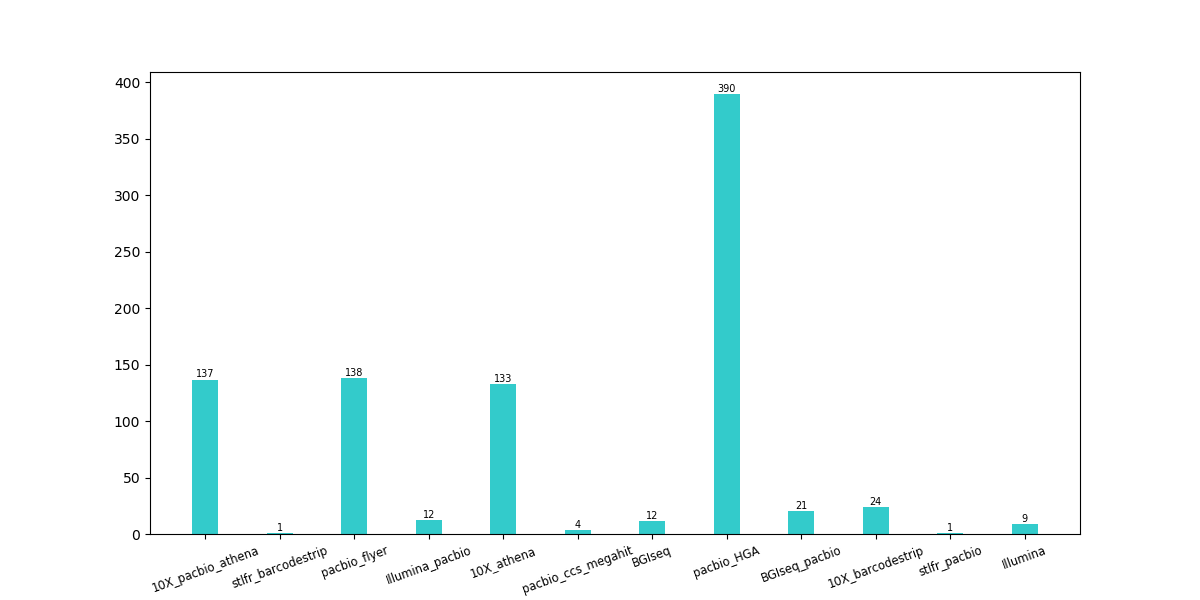 400
350
300
250
200
150
100
50
0
137
1
138
12
133
4
12
390
21
24
1
9
10X_pacbio_athena
stlfr_barcodestrip
pacbio_flyer
Illumina_pacbio
10X_athena
pacbio_ccs_megahit
BGIseq
pacbio_HGA
BGIseq_pacbio
10X_barcodestrip
stlfr_pacbio
Illumina